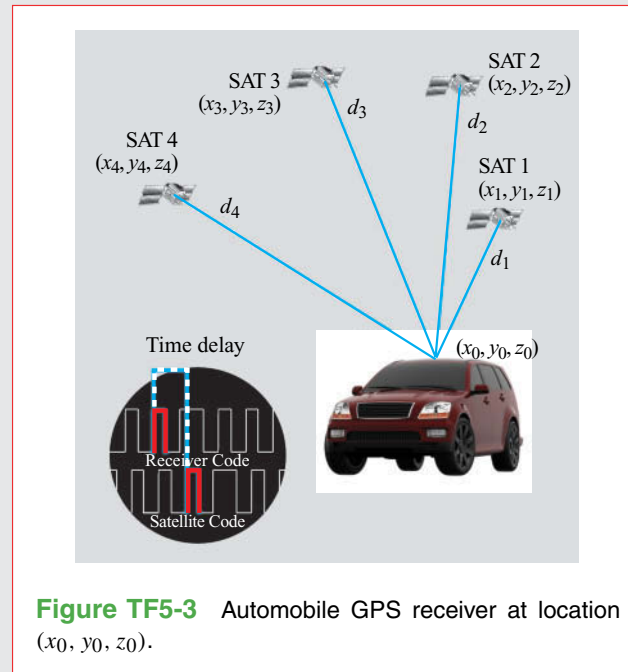 SAT 2
(x₂, y₂, z₂)
SAT 3
(x₃, y₃, z₃)
d₃
d₂
SAT 4
(x₄, y₄, z₄)
SAT 1
(x₁, y₁, z₁)
d₄
d₁
(x₀, y₀, z₀)
Time delay
Receiver Code
Satellite Code
Figure TF5-3 Automobile GPS receiver at location
(x₀, y₀, z₀).